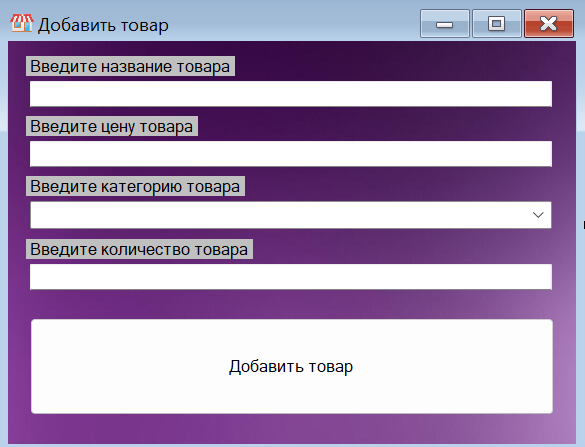 Добавить товар
Введите название товара
Введите цену товара
Введите категорию товара
Введите количество товара
Добавить товар